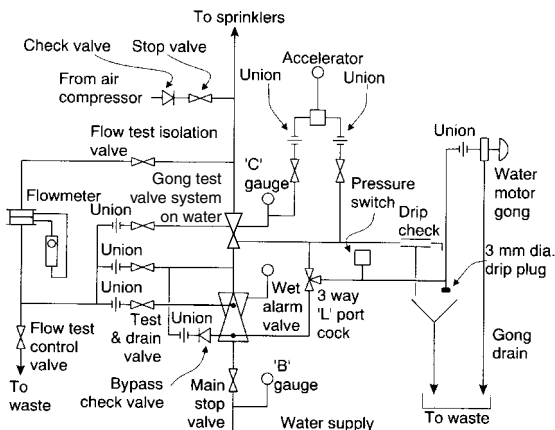 To sprinklers
Check valve
Stop valve
From air
compressor
Accelerator
Union
Union
Flow test isolation
valve
Union
Flowmeter
Gong test
valve system
on water
'C'
gauge
Pressure
switch
Drip
check
Water
motor
gong
Union
Union
3 mm dia.
drip plug
Test
& drain
valve
Union
Wet
alarm
valve
3 way
'L' port
cock
Flow test
control
valve
Gong
drain
To
waste
Bypass
check valve
Main
stop
valve
'B'
gauge
Water supply
To waste